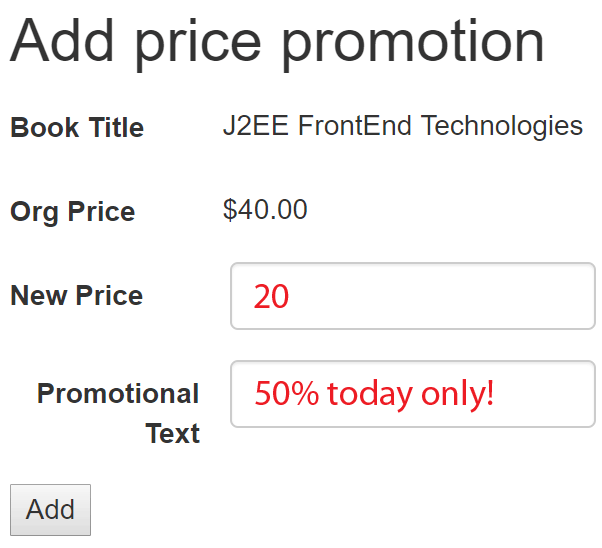 Add price promotion
Book Title J2EE FrontEnd Technologies
Org Price $40.00
New Price 20
Promotional 50% today only!
Text
Add